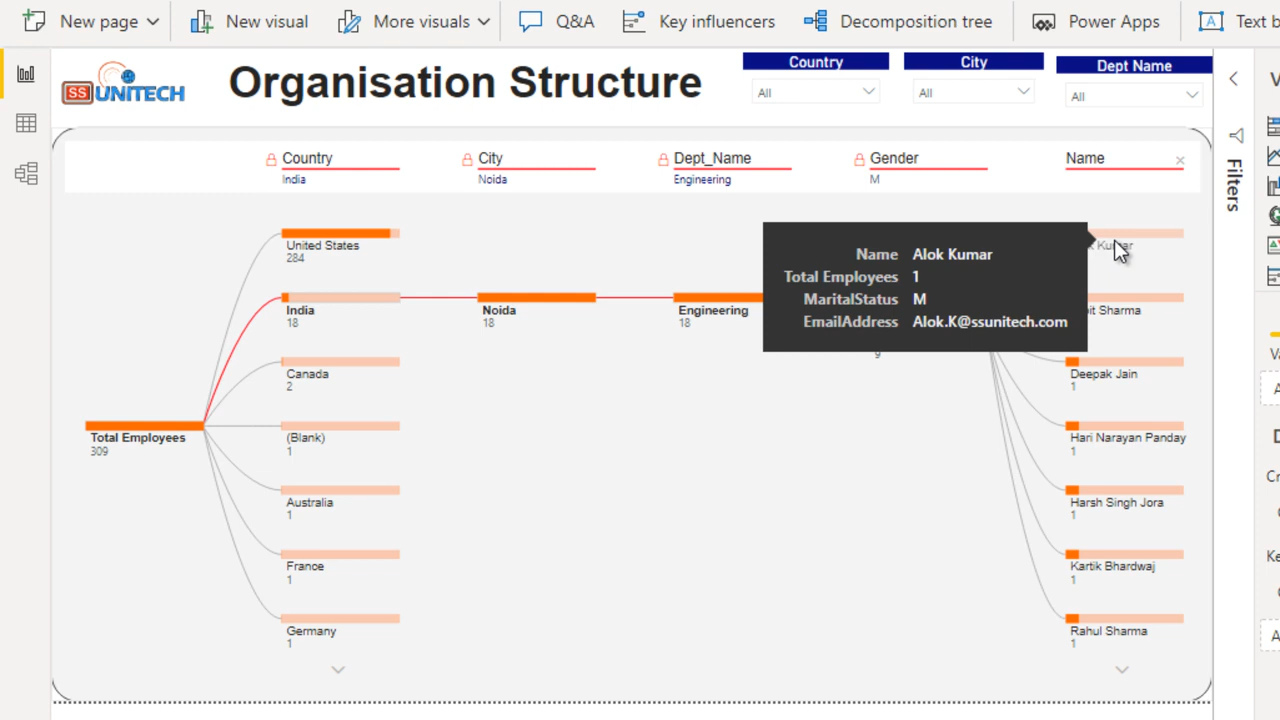 New page
New visual
More visuals
Q&A
Key influencers
Decomposition tree
Power Apps
Text b
SS UNITECH
Organisation Structure
Country
All
City
All
Dept Name
All
Filters
Country
India
City
Noida
Dept_Name
Engineering
Gender
M
Name
Total Employees
309
United States
284
India
18
Canada
2
(Blank)
1
Australia
1
France
1
Germany
1
Noida
18
Engineering
18
9
Name Alok Kumar
Total Employees 1
MaritalStatus M
EmailAddress Alok.K@ssunitech.com
Kumar
it Sharma
Deepak Jain
1
Hari Narayan Panday
1
Harsh Singh Jora
1
Kartik Bhardwaj
1
Rahul Sharma
1